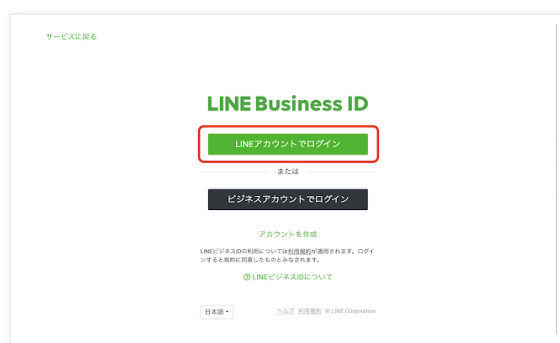 サービスに戻る
LINE Business ID
LINEアカウントでログイン
または
ビジネスアカウントでログイン
アカウントを作成
LINEビジネスIDの利用については利用規約が適用されます。ログイ
ンすると規約に同意したものとみなされます。
? LINEビジネスIDについて
日本語
ヘルプ 利用規約 © LINE Corporation